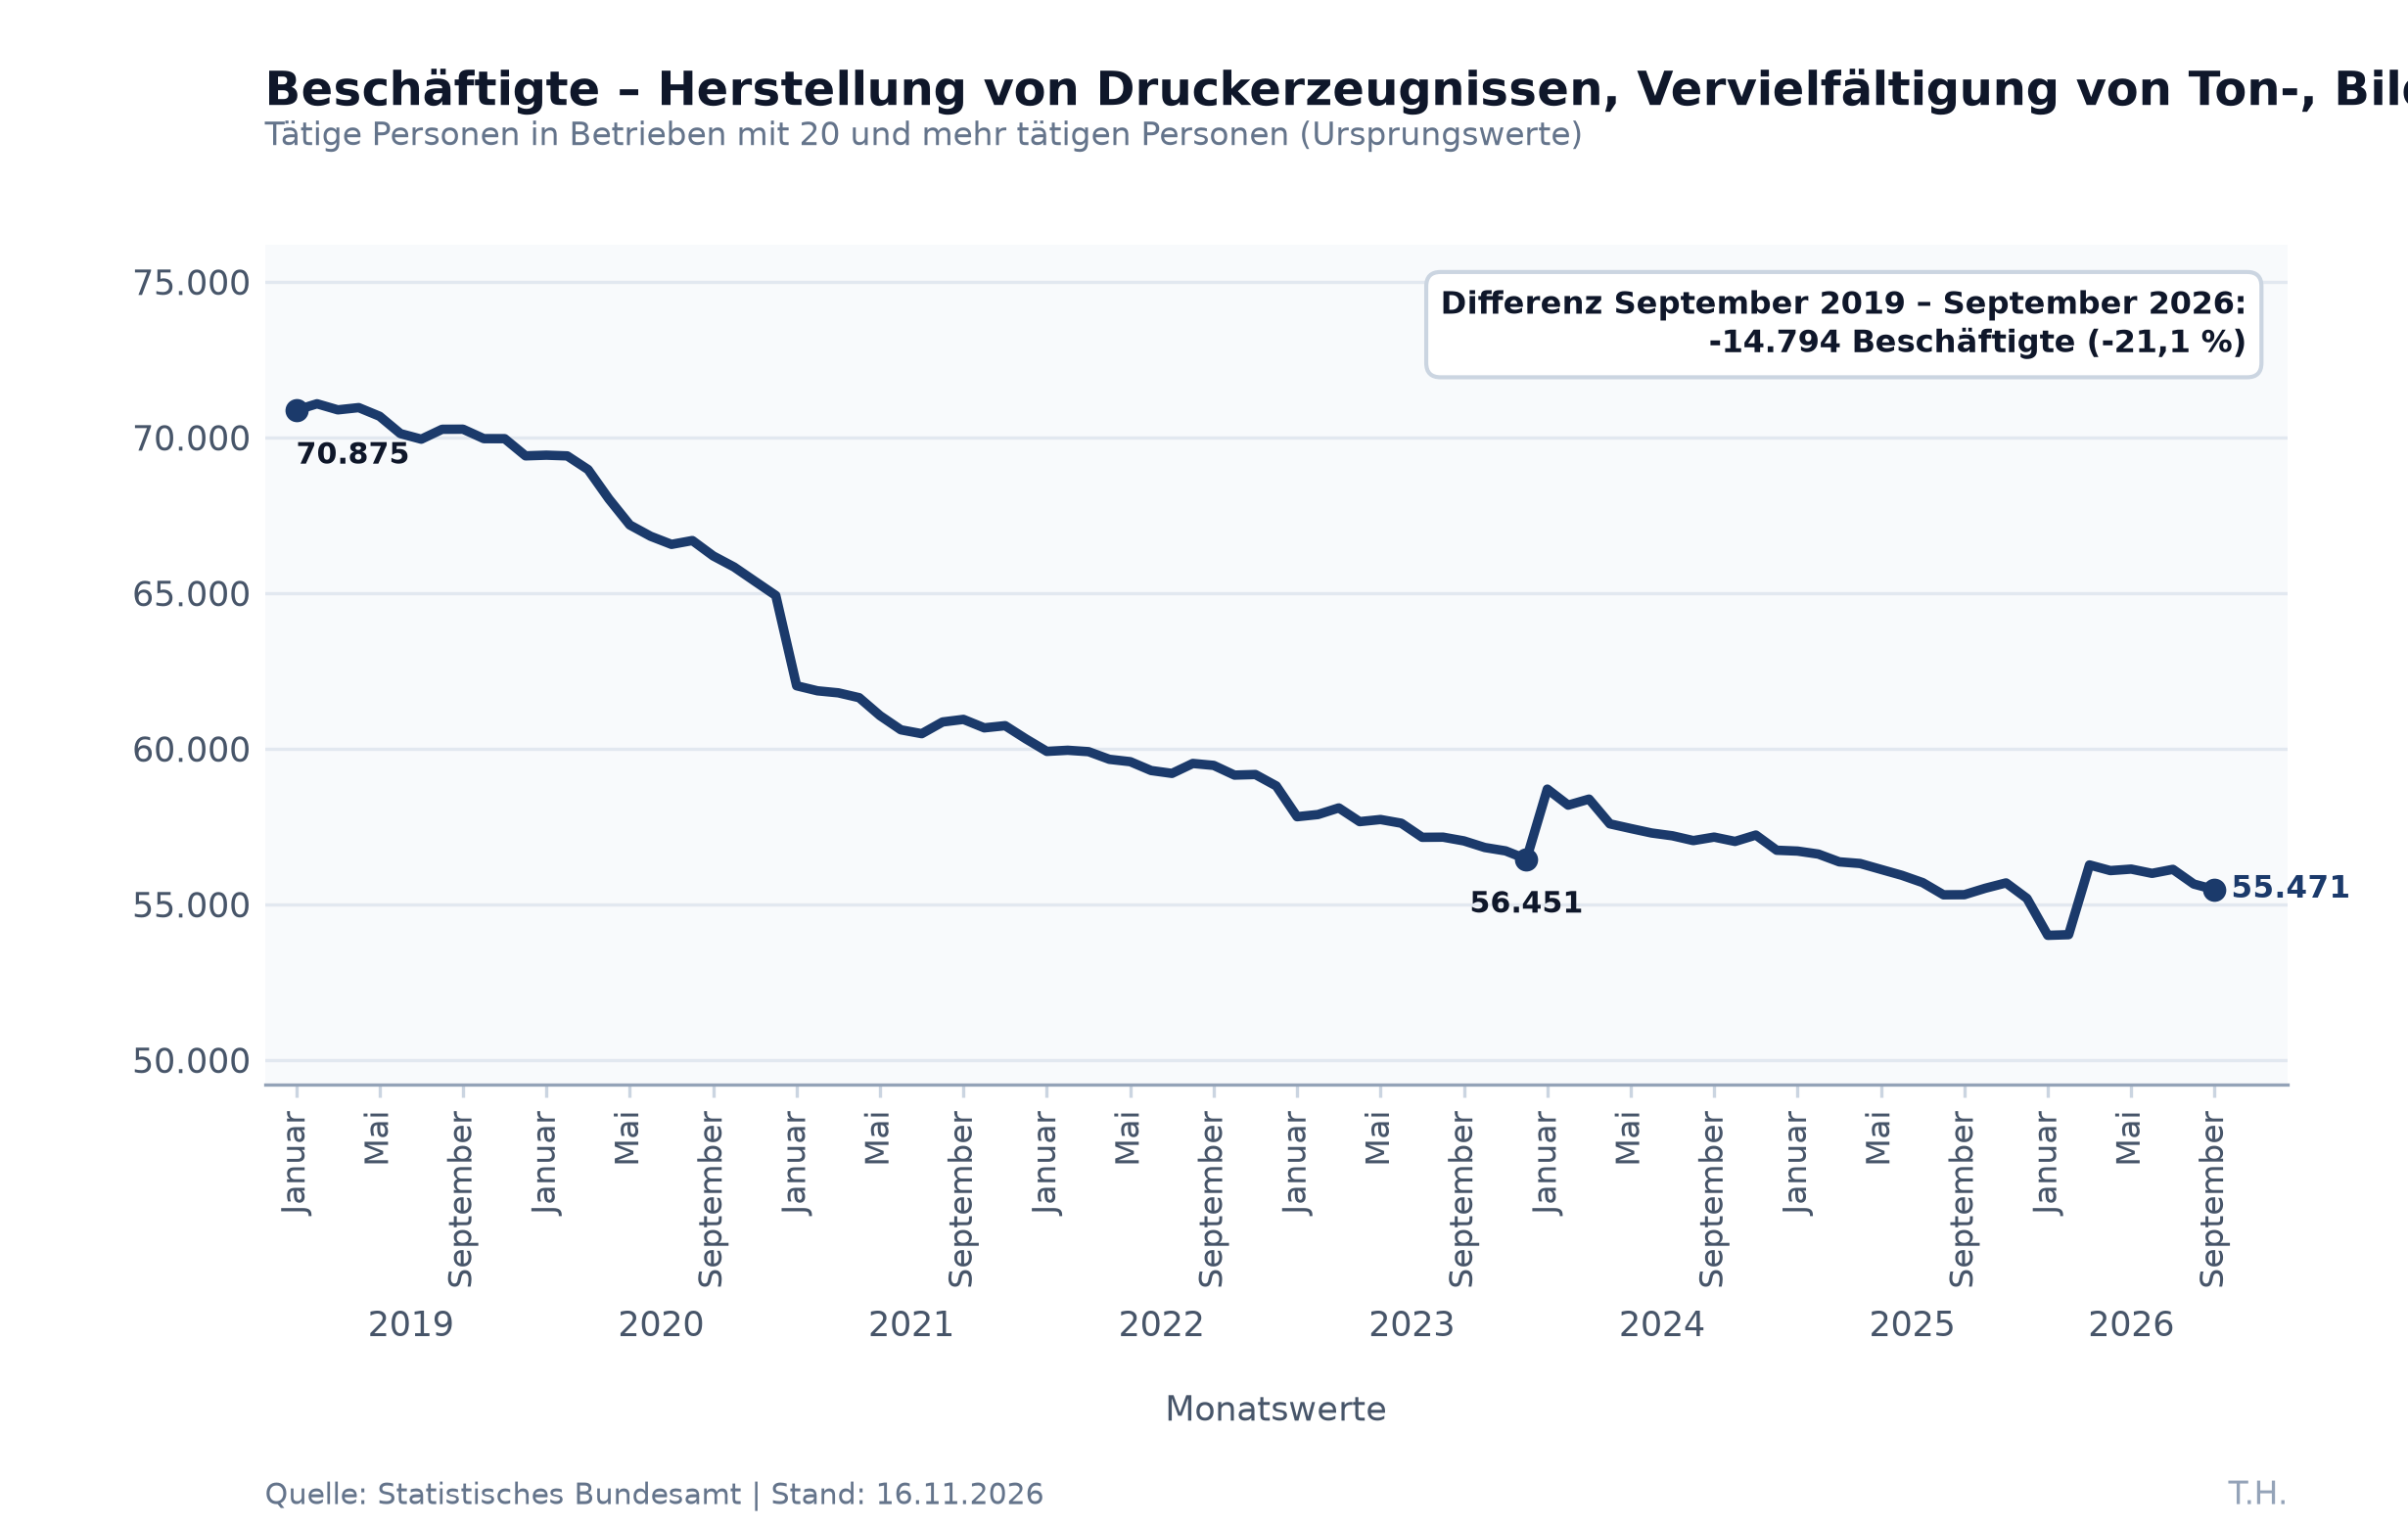 Beschäftigte – Herstellung von Druckerzeugnissen, Vervielfältigung von Ton-, Bild
Tätige Personen in Betrieben mit 20 und mehr tätigen Personen (Ursprungswerte)
Differenz September 2019 – September 2026:
-14.794 Beschäftigte (-21,1 %)
75.000
70.000
65.000
60.000
55.000
50.000
70.875
56.451
55.471
Januar
Mai
September
Januar
Mai
September
Januar
Mai
September
Januar
Mai
September
Januar
Mai
September
Januar
Mai
September
Januar
Mai
September
Januar
Mai
September
2019
2020
2021
2022
2023
2024
2025
2026
Monatswerte
Quelle: Statistisches Bundesamt | Stand: 16.11.2026
T.H.